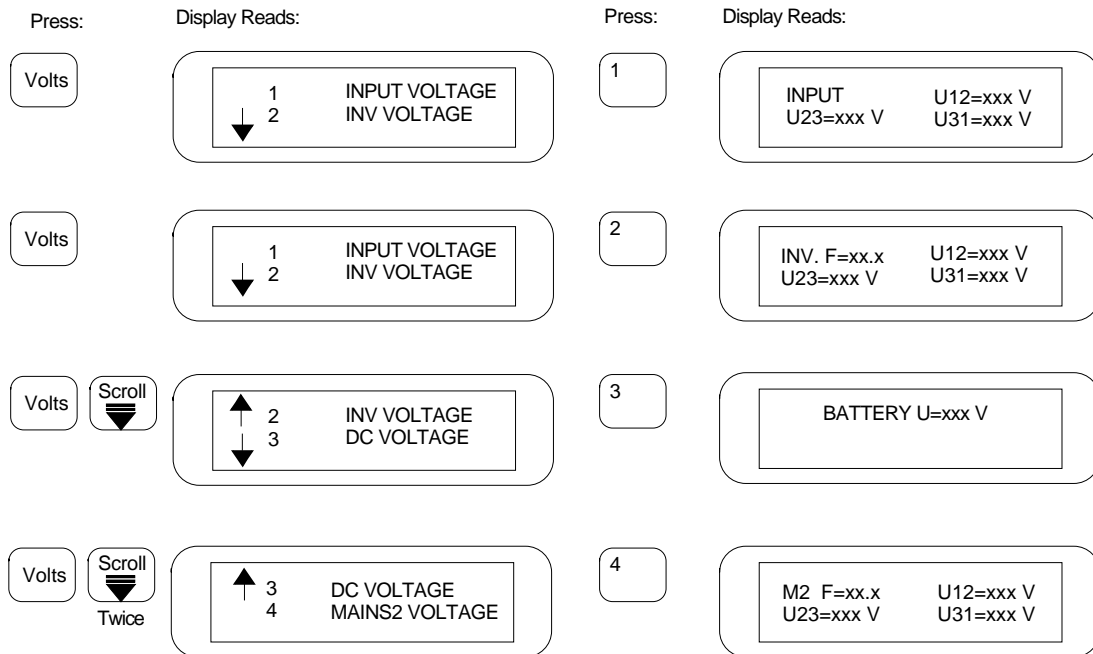 Press: Display Reads: Press: Display Reads:
Volts
1 INPUT VOLTAGE
2 INV VOLTAGE
1
INPUT U12=xxx V
U23=xxx V U31=xxx V
Volts
1 INPUT VOLTAGE
2 INV VOLTAGE
2
INV. F=xx.x U12=xxx V
U23=xxx V U31=xxx V
Volts Scroll
2 INV VOLTAGE
3 DC VOLTAGE
3
BATTERY U=xxx V
Volts Scroll
Twice
3 DC VOLTAGE
4 MAINS2 VOLTAGE
4
M2 F=xx.x U12=xxx V
U23=xxx V U31=xxx V